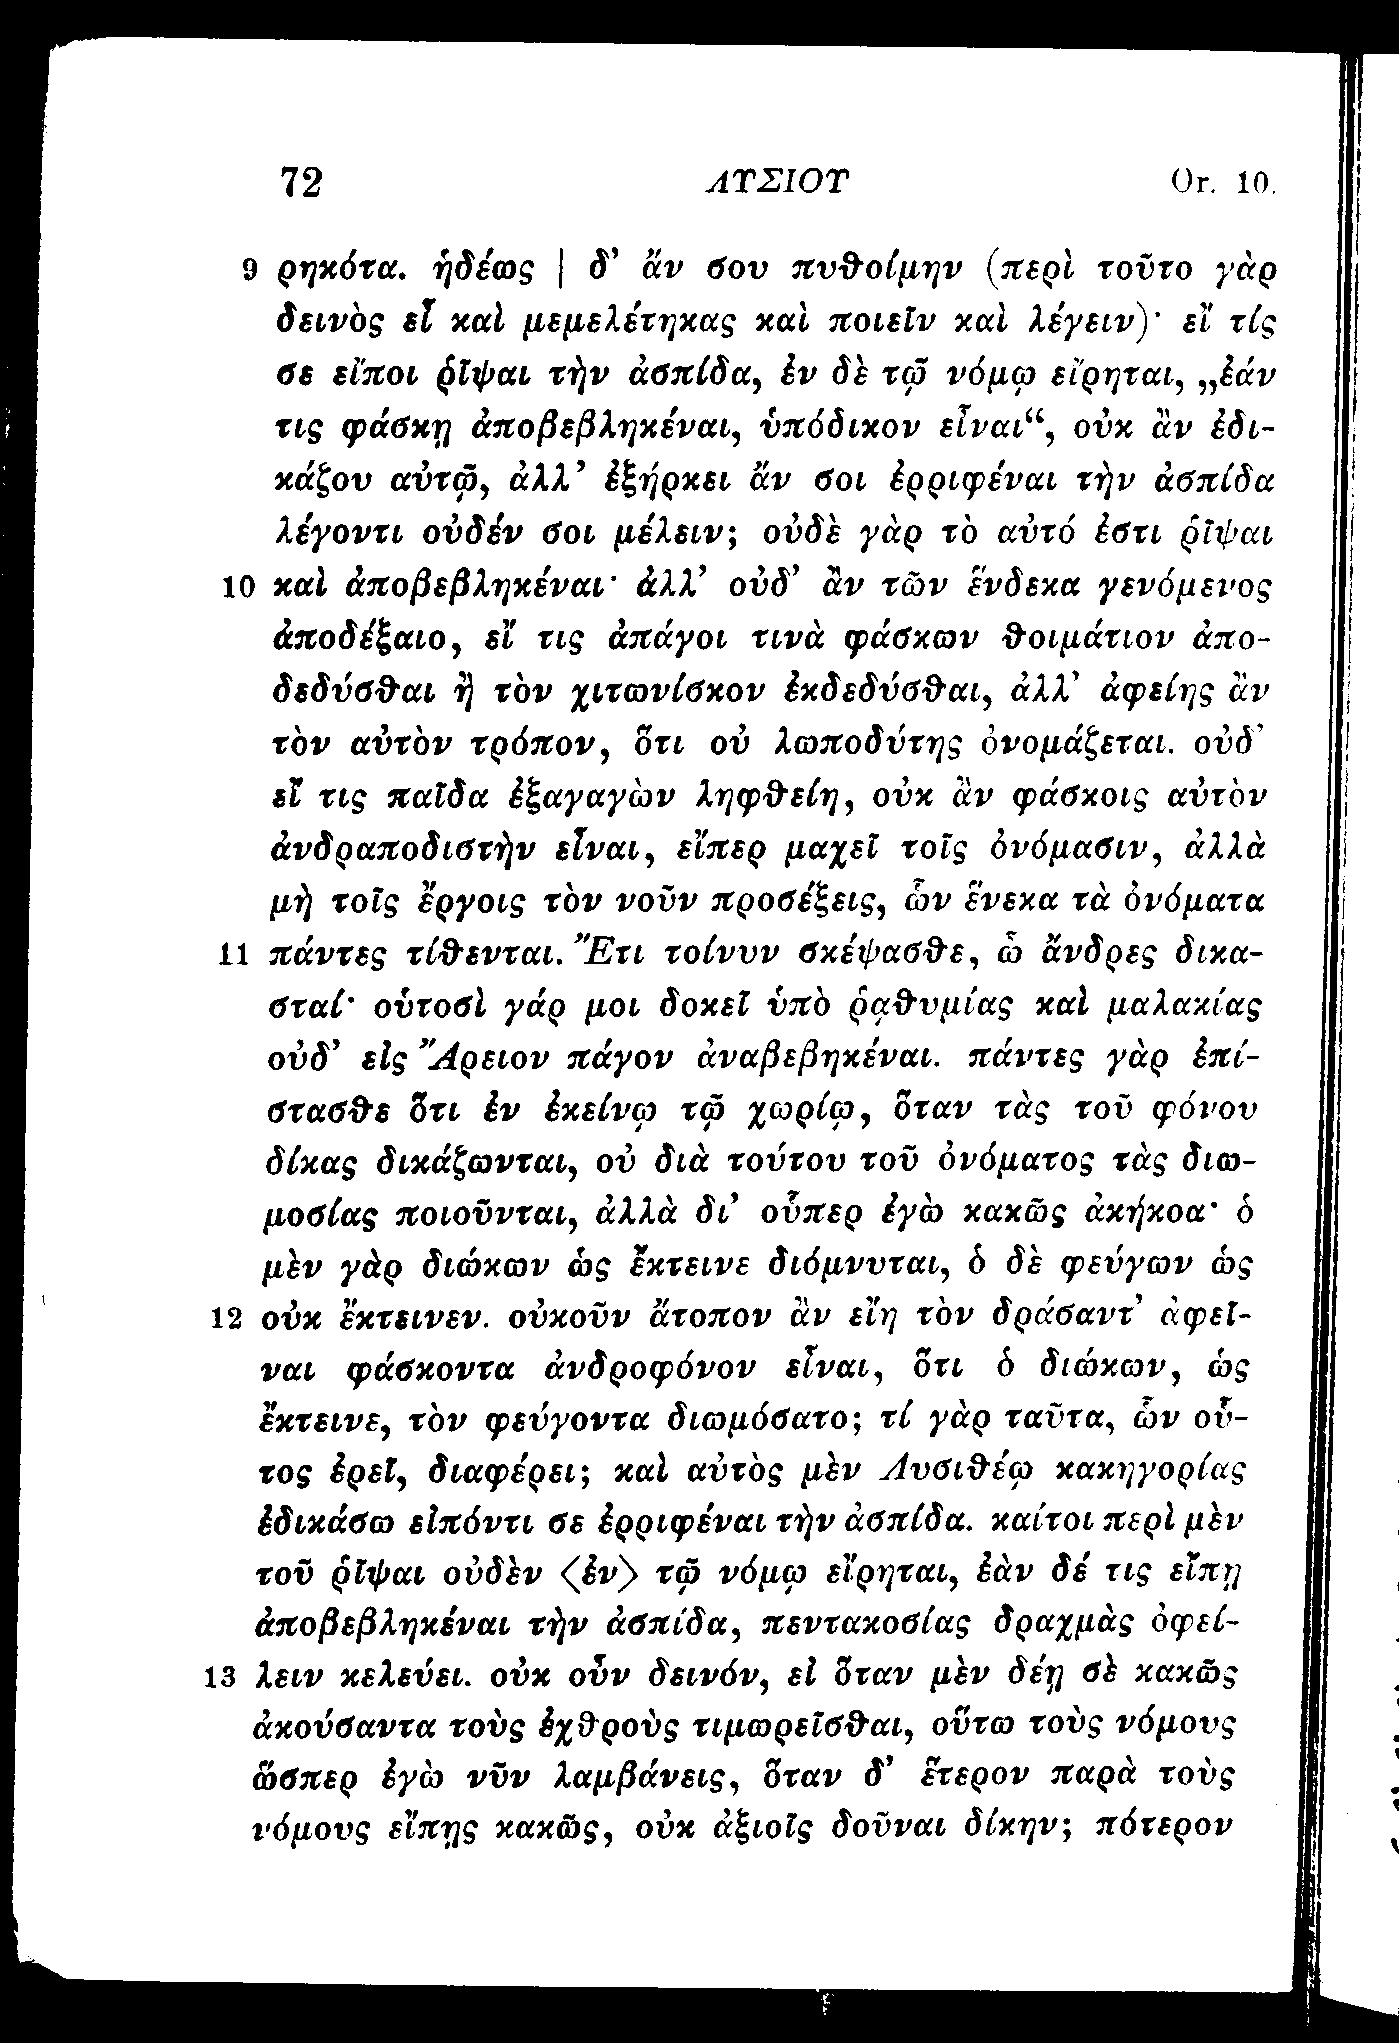 72 ΛΥΣΙΟΥ Or. 10.
9 ρηκότα. ἡδέως | δ’ ἄν σου πυθοίμην (περὶ τοῦτο γὰρ
δεινὸς εἶ καὶ μεμελέτηκας καὶ ποιεῖν καὶ λέγειν)· εἴ τίς
σε εἴποι ῥῖψαι τὴν ἀσπίδα, ἐν δὲ τῷ νόμῳ εἴρηται, „ἐάν
τις φάσκῃ ἀποβεβληκέναι, ὑπόδικον εἶναι“, οὐκ ἂν ἐδι-
κάζου αὐτῷ, ἀλλ’ ἐξήρκει ἄν σοι ἐρριφέναι τὴν ἀσπίδα
λέγοντι οὐδέν σοι μέλειν; οὐδὲ γὰρ τὸ αὐτό ἐστι ῥῖψαι
10 καὶ ἀποβεβληκέναι· ἀλλ’ οὐδ’ ἂν τῶν ἕνδεκα γενόμενος
ἀποδέξαιο, εἴ τις ἀπάγοι τινὰ φάσκων θοιμάτιον ἀπο-
δεδύσθαι ἢ τὸν χιτωνίσκον ἐκδεδύσθαι, ἀλλ’ ἀφείης ἂν
τὸν αὐτὸν τρόπον, ὅτι οὐ λωποδύτης ὀνομάζεται. οὐδ’
εἴ τις παῖδα ἐξαγαγὼν ληφθείη, οὐκ ἂν φάσκοις αὐτὸν
ἀνδραποδιστὴν εἶναι, εἴπερ μαχεῖ τοῖς ὀνόμασιν, ἀλλὰ
μὴ τοῖς ἔργοις τὸν νοῦν προσέξεις, ὧν ἕνεκα τὰ ὀνόματα
11 πάντες τίθενται. Ἔτι τοίνυν σκέψασθε, ὦ ἄνδρες δικα-
σταί· οὑτοσὶ γάρ μοι δοκεῖ ὑπὸ ῥᾳθυμίας καὶ μαλακίας
οὐδ’ εἰς Ἄρειον πάγον ἀναβεβηκέναι. πάντες γὰρ ἐπί-
στασθε ὅτι ἐν ἐκείνῳ τῷ χωρίῳ, ὅταν τὰς τοῦ φόνου
δίκας δικάζωνται, οὐ διὰ τούτου τοῦ ὀνόματος τὰς διω-
μοσίας ποιοῦνται, ἀλλὰ δι’ οὗπερ ἐγὼ κακῶς ἀκήκοα· ὁ
μὲν γὰρ διώκων ὡς ἔκτεινε διόμνυται, ὁ δὲ φεύγων ὡς
12 οὐκ ἔκτεινεν. οὐκοῦν ἄτοπον ἂν εἴη τὸν δράσαντ’ ἀφεῖ-
ναι φάσκοντα ἀνδροφόνον εἶναι, ὅτι ὁ διώκων, ὡς
ἔκτεινε, τὸν φεύγοντα διωμόσατο; τί γὰρ ταῦτα, ὧν οὗ-
τος ἐρεῖ, διαφέρει; καὶ αὐτὸς μὲν Λυσιθέῳ κακηγορίας
ἐδικάσω εἰπόντι σε ἐρριφέναι τὴν ἀσπίδα. καίτοι περὶ μὲν
τοῦ ῥῖψαι οὐδὲν ⟨ἐν⟩ τῷ νόμῳ εἴρηται, ἐὰν δέ τις εἴπῃ
ἀποβεβληκέναι τὴν ἀσπίδα, πεντακοσίας δραχμὰς ὀφεί-
13 λειν κελεύει. οὐκ οὖν δεινόν, εἰ ὅταν μὲν δέῃ σὲ κακῶς
ἀκούσαντα τοὺς ἐχθροὺς τιμωρεῖσθαι, οὕτω τοὺς νόμους
ὥσπερ ἐγὼ νῦν λαμβάνεις, ὅταν δ’ ἕτερον παρὰ τοὺς
νόμους εἴπῃς κακῶς, οὐκ ἀξιοῖς δοῦναι δίκην; πότερον